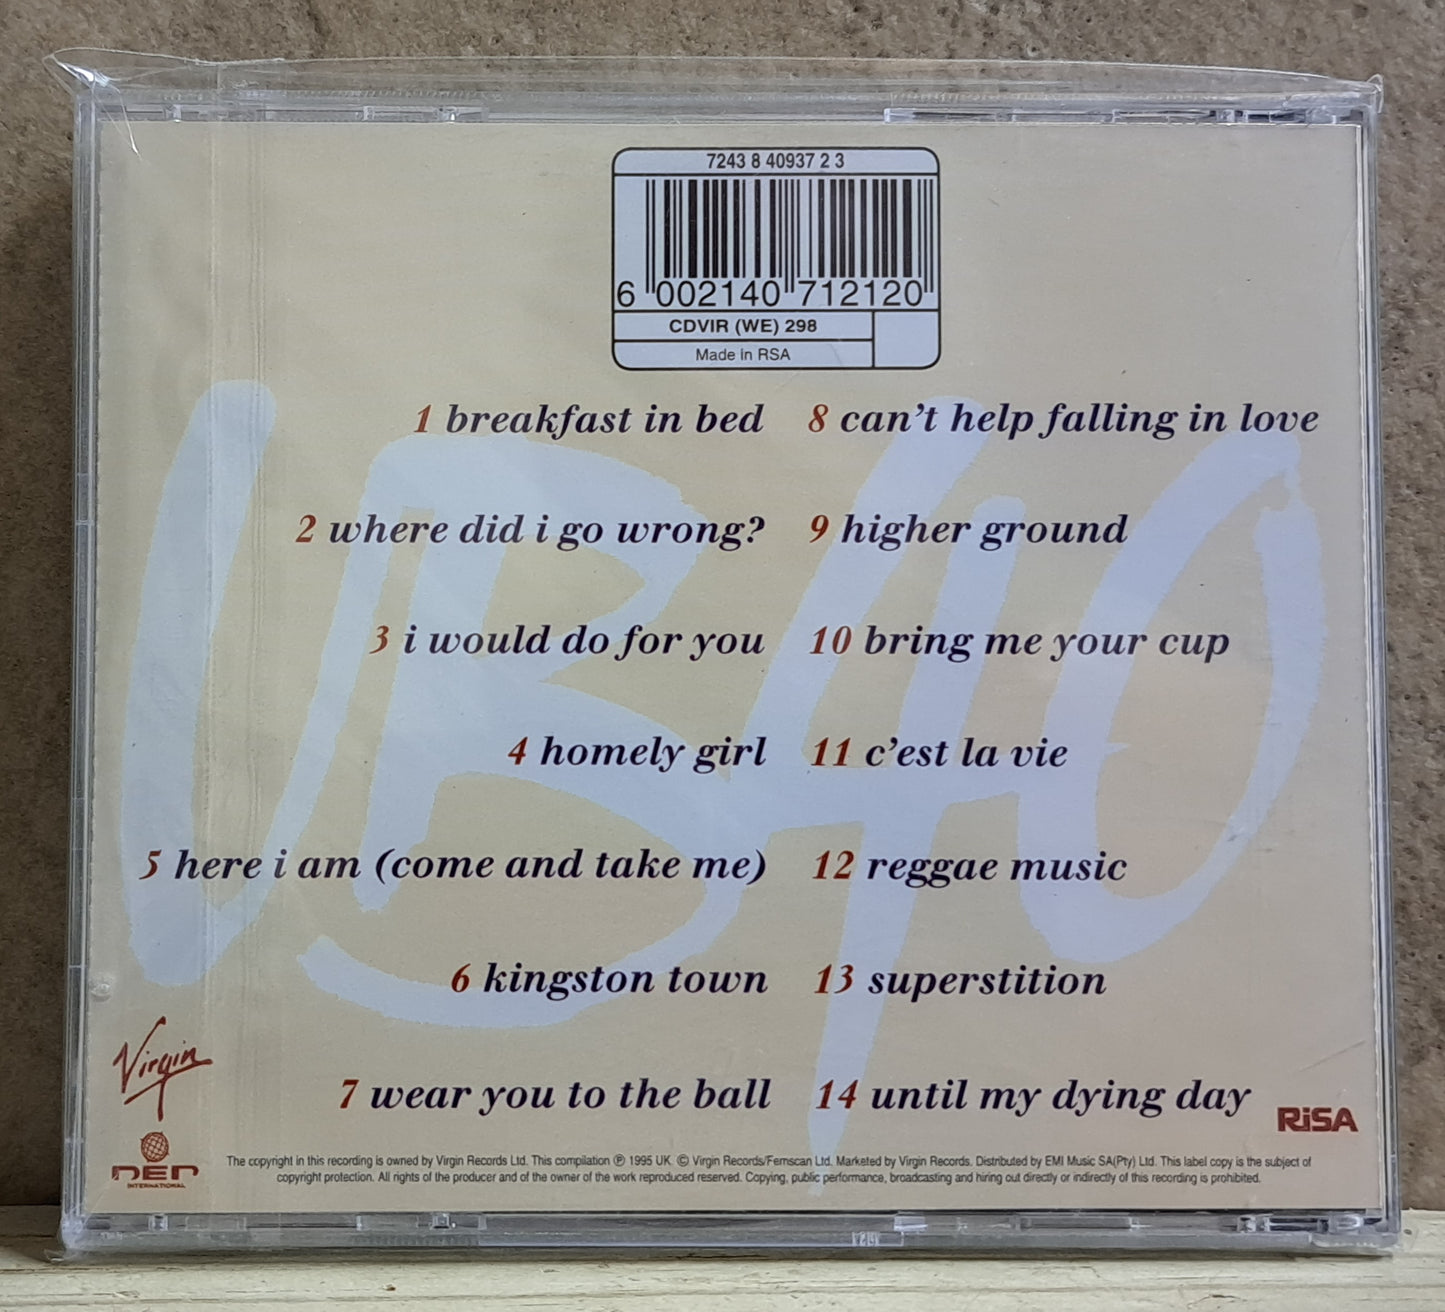 7243 8 40937 2 3
6 002140 712120
CDVIR (WE) 298
Made in RSA
UB40
1 breakfast in bed
2 where did i go wrong?
3 i would do for you
4 homely girl
5 here i am (come and take me)
6 kingston town
7 wear you to the ball
8 can't help falling in love
9 higher ground
10 bring me your cup
11 c'est la vie
12 reggae music
13 superstition
14 until my dying day
Virgin
DEP
INTERNATIONAL
RiSA
The copyright in this recording is owned by Virgin Records Ltd. This compilation ℗ 1995 UK. © Virgin Records/Fernscan Ltd. Marketed by Virgin Records. Distributed by EMI Music SA(Pty) Ltd. This label copy is the subject of
copyright protection. All rights of the producer and of the owner of the work reproduced reserved. Copying, public performance, broadcasting and hiring out directly or indirectly of this recording is prohibited.